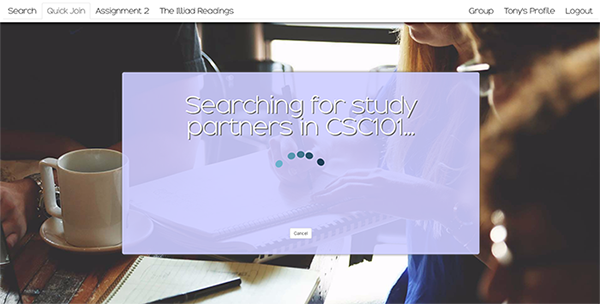 Search Quick Join Assignment 2 The Illiad Readings Group Tony's Profile Logout
Searching for study
partners in CSC101...
Cancel